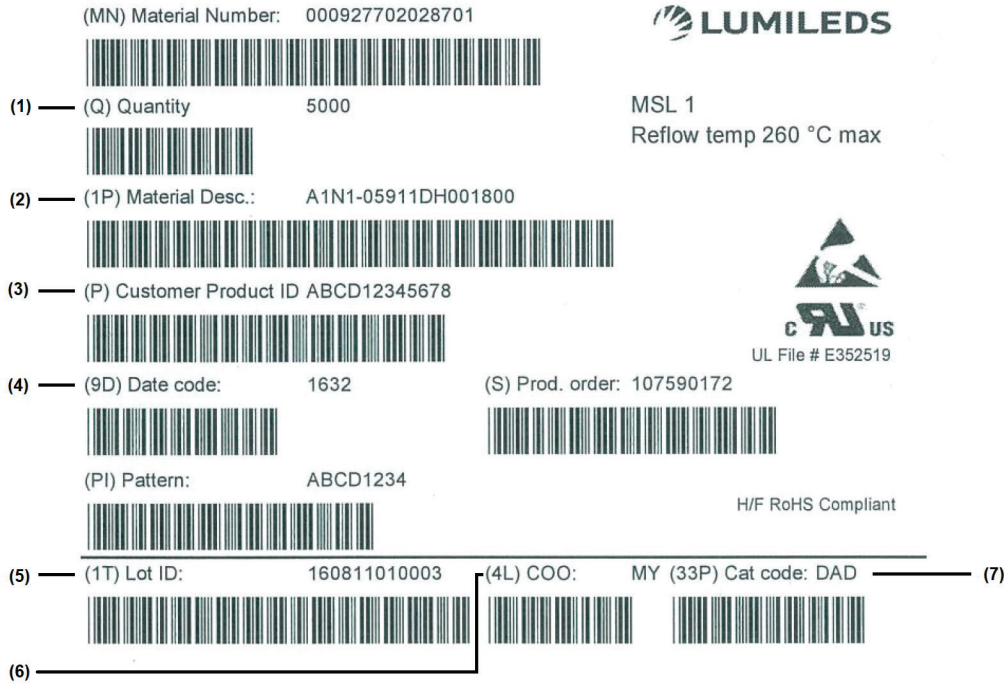 (MN) Material Number: 000927702028701
LUMILEDS
(1) (Q) Quantity 5000
MSL 1
Reflow temp 260 °C max
(2) (1P) Material Desc.: A1N1-05911DH001800
(3) (P) Customer Product ID ABCD12345678
c RU US
®
UL File # E352519
(4) (9D) Date code: 1632 (S) Prod. order: 107590172
(PI) Pattern: ABCD1234
H/F RoHS Compliant
(5) (1T) Lot ID: 160811010003 (4L) COO: MY (33P) Cat code: DAD (7)
(6)